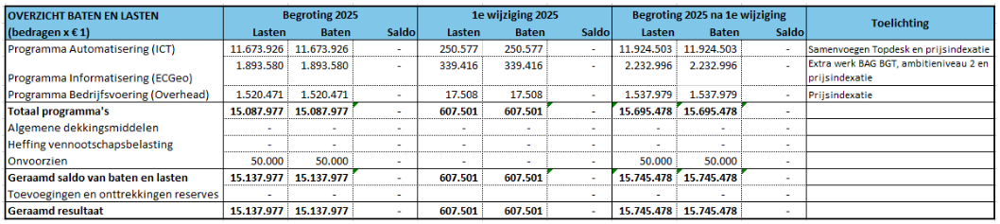 OVERZICHT BATEN EN LASTEN Begroting 2025 1e wijziging 2025 Begroting 2025 na 1e wijziging Toelichting
(bedragen x € 1) Lasten Baten Saldo Lasten Baten Saldo Lasten Baten Saldo
Programma Automatisering (ICT) 11.673.926 11.673.926 - 250.577 250.577 - 11.924.503 11.924.503 - Samenvoegen Topdesk en prijsindexatie
Programma Informatisering (ECGeo) 1.893.580 1.893.580 - 339.416 339.416 - 2.232.996 2.232.996 - Extra werk BAG BGT, ambitieniveau 2 en
prijsindexatie
Programma Bedrijfsvoering (Overhead) 1.520.471 1.520.471 - 17.508 17.508 - 1.537.979 1.537.979 - Prijsindexatie
Totaal programma's 15.087.977 15.087.977 - 607.501 607.501 - 15.695.478 15.695.478 -
Algemene dekkingsmiddelen - - - - - - - - -
Heffing vennootschapsbelasting - - - - - - - - -
Onvoorzien 50.000 50.000 - - - - 50.000 50.000 -
Geraamd saldo van baten en lasten 15.137.977 15.137.977 - 607.501 607.501 - 15.745.478 15.745.478 -
Toevoegingen en onttrekkingen reserves - - - - - - - - -
Geraamd resultaat 15.137.977 15.137.977 - 607.501 607.501 - 15.745.478 15.745.478 -